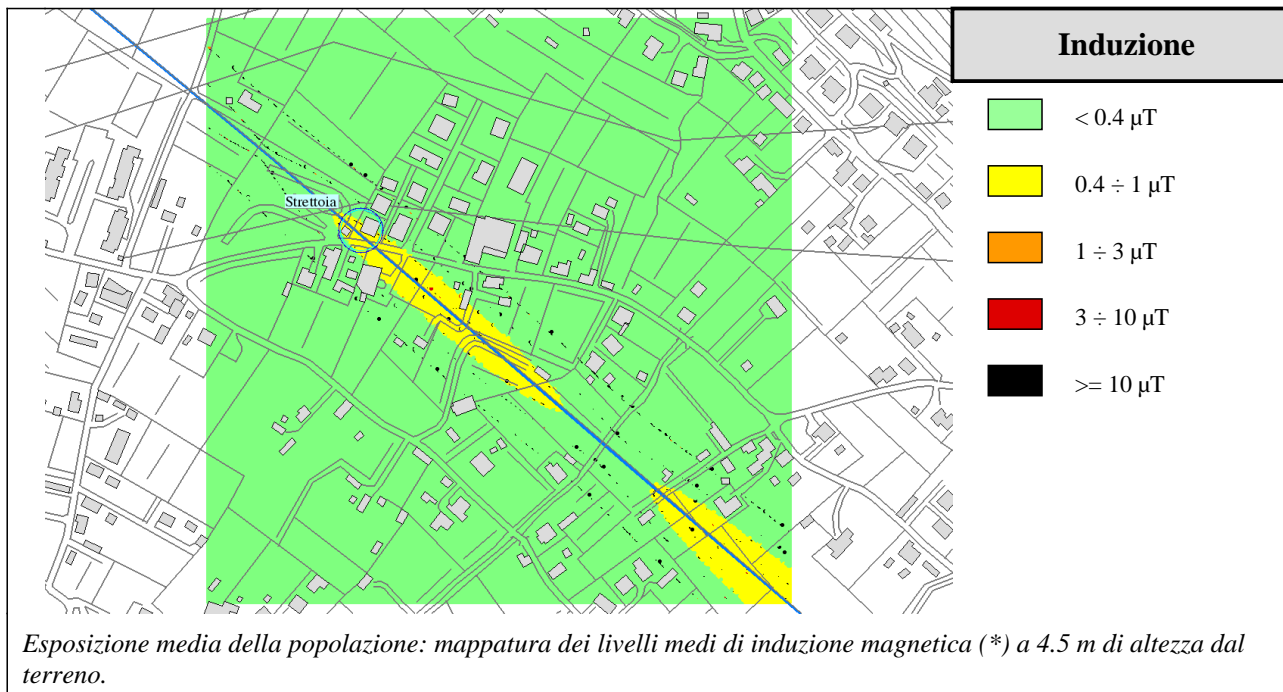 Induzione
< 0.4 µT
0.4 ÷ 1 µT
1 ÷ 3 µT
3 ÷ 10 µT
>= 10 µT
Strettoia
Esposizione media della popolazione: mappatura dei livelli medi di induzione magnetica (*) a 4.5 m di altezza dal
terreno.